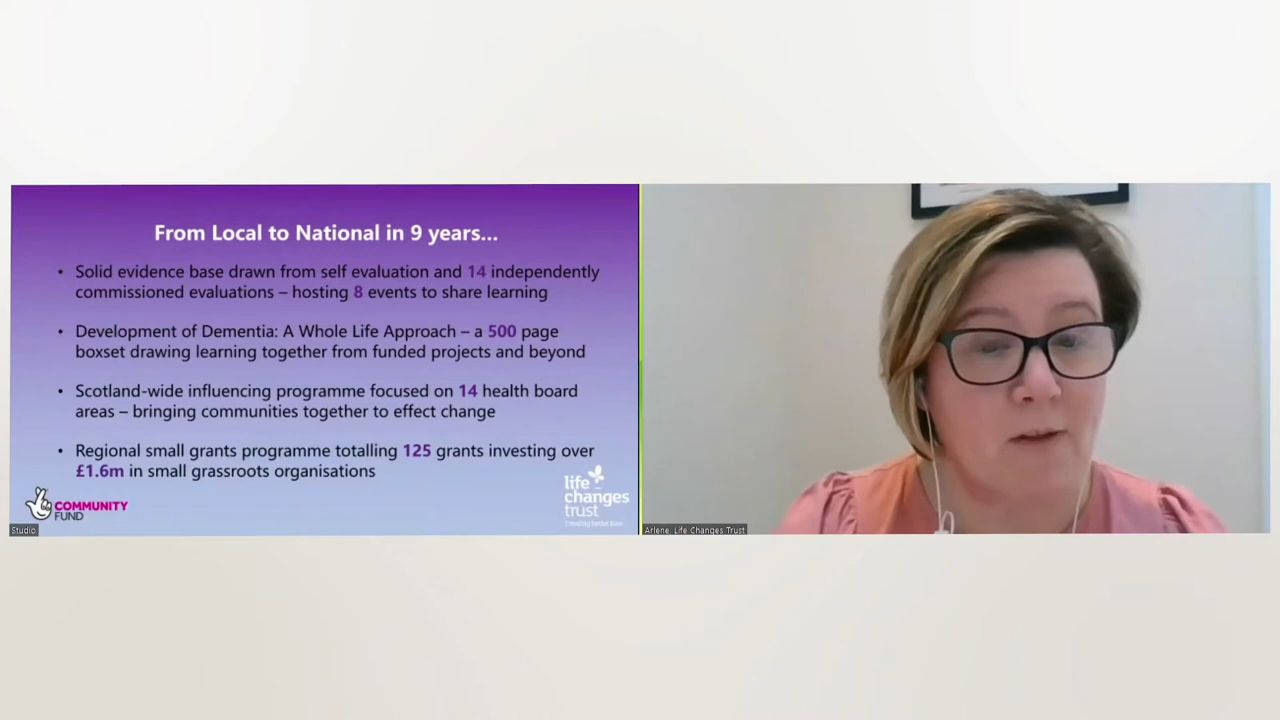 From Local to National in 9 years...
• Solid evidence base drawn from self evaluation and 14 independently
commissioned evaluations – hosting 8 events to share learning
• Development of Dementia: A Whole Life Approach – a 500 page
boxset drawing learning together from funded projects and beyond
• Scotland-wide influencing programme focused on 14 health board
areas – bringing communities together to effect change
• Regional small grants programme totalling 125 grants investing over
£1.6m in small grassroots organisations
COMMUNITY
FUND
life
changes
trust
Creating better lives
Studio
Arlene, Life Changes Trust